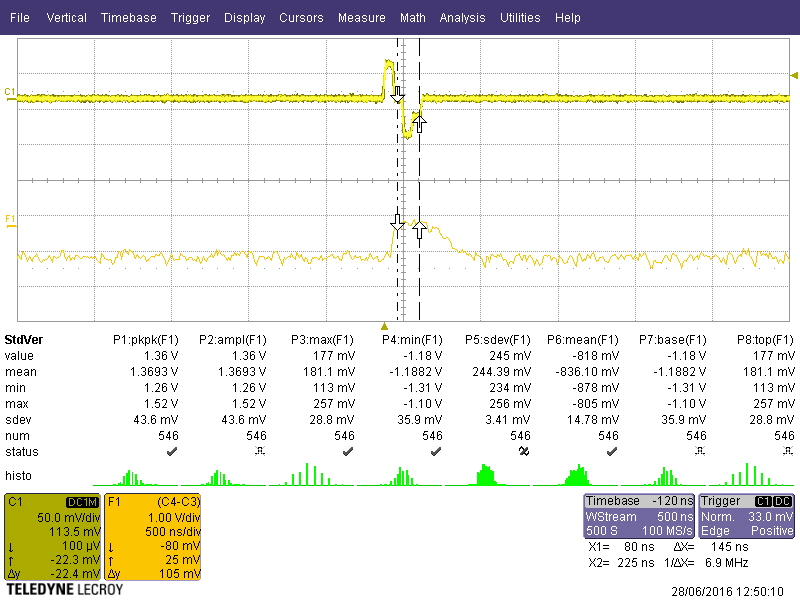 File Vertical Timebase Trigger Display Cursors Measure Math Analysis Utilities Help
C1
F1
StdVer P1:pkpk(F1) P2:ampl(F1) P3:max(F1) P4:min(F1) P5:sdev(F1) P6:mean(F1) P7:base(F1) P8:top(F1)
value 1.36 V 1.36 V 177 mV -1.18 V 245 mV -818 mV -1.18 V 177 mV
mean 1.3693 V 1.3693 V 181.1 mV -1.1882 V 244.39 mV -836.10 mV -1.1882 V 181.1 mV
min 1.26 V 1.26 V 113 mV -1.31 V 234 mV -878 mV -1.31 V 113 mV
max 1.52 V 1.52 V 257 mV -1.10 V 256 mV -805 mV -1.10 V 257 mV
sdev 43.6 mV 43.6 mV 28.8 mV 35.9 mV 3.41 mV 14.78 mV 35.9 mV 28.8 mV
num 546 546 546 546 546 546 546 546
status
histo
C1 DC1M
50.0 mV/div
113.5 mV
↓ 100 µV
↑ -22.3 mV
Δy -22.4 mV
F1 (C4-C3)
1.00 V/div
500 ns/div
↓ -80 mV
↑ 25 mV
Δy 105 mV
Timebase -120 ns
WStream 500 ns
500 S 100 MS/s
Trigger C1 DC
Norm. 33.0 mV
Edge Positive
X1= 80 ns ΔX= 145 ns
X2= 225 ns 1/ΔX= 6.9 MHz
TELEDYNE LECROY
28/06/2016 12:50:10